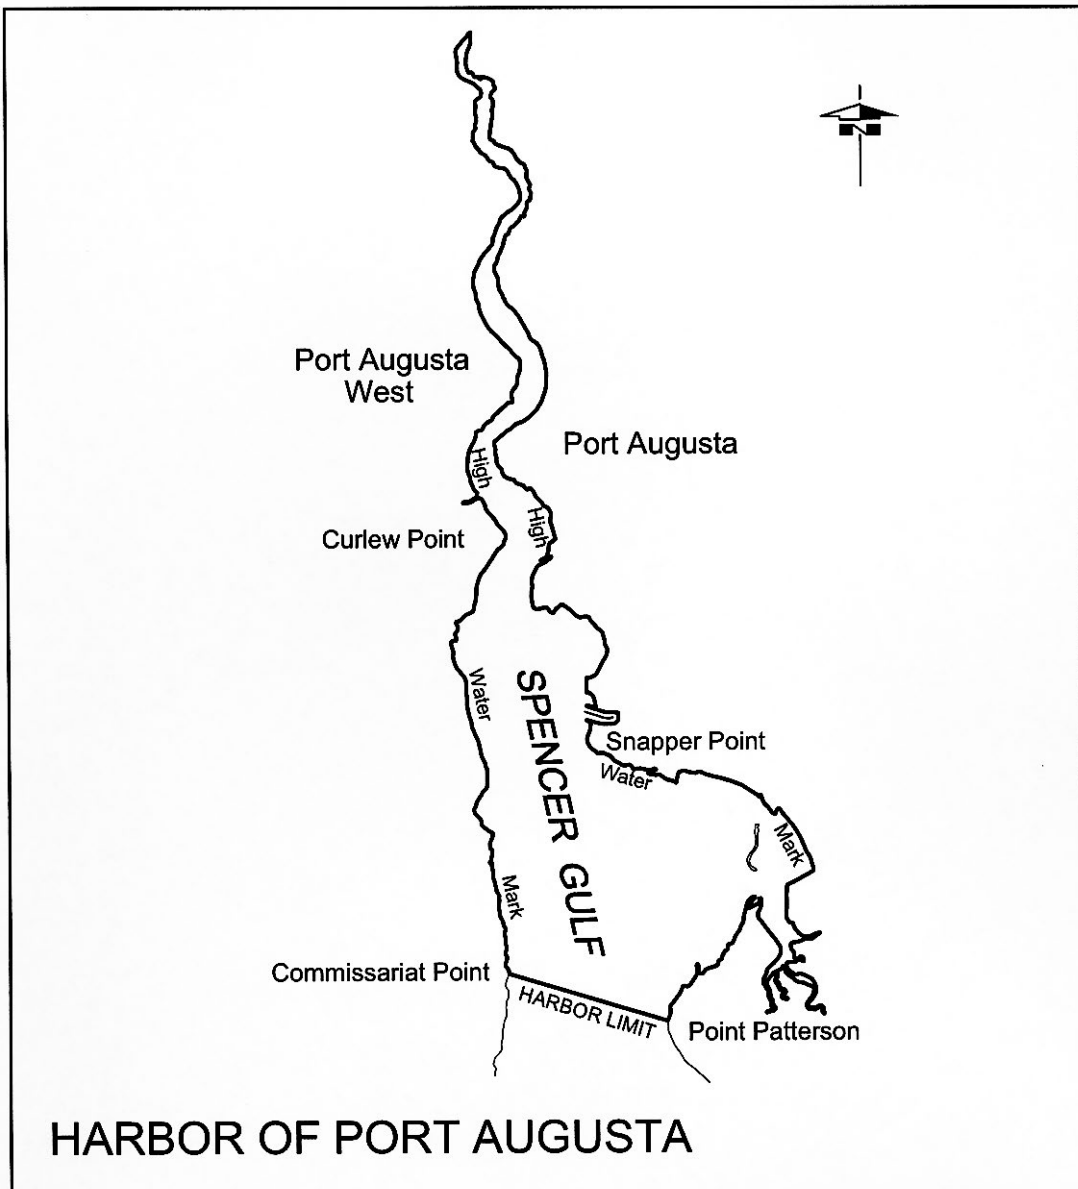 N
Port Augusta
West
Port Augusta
High
High
Curlew Point
Water
SPENCER GULF
Snapper Point
Water
Mark
Mark
Commissariat Point
HARBOR LIMIT
Point Patterson
HARBOR OF PORT AUGUSTA